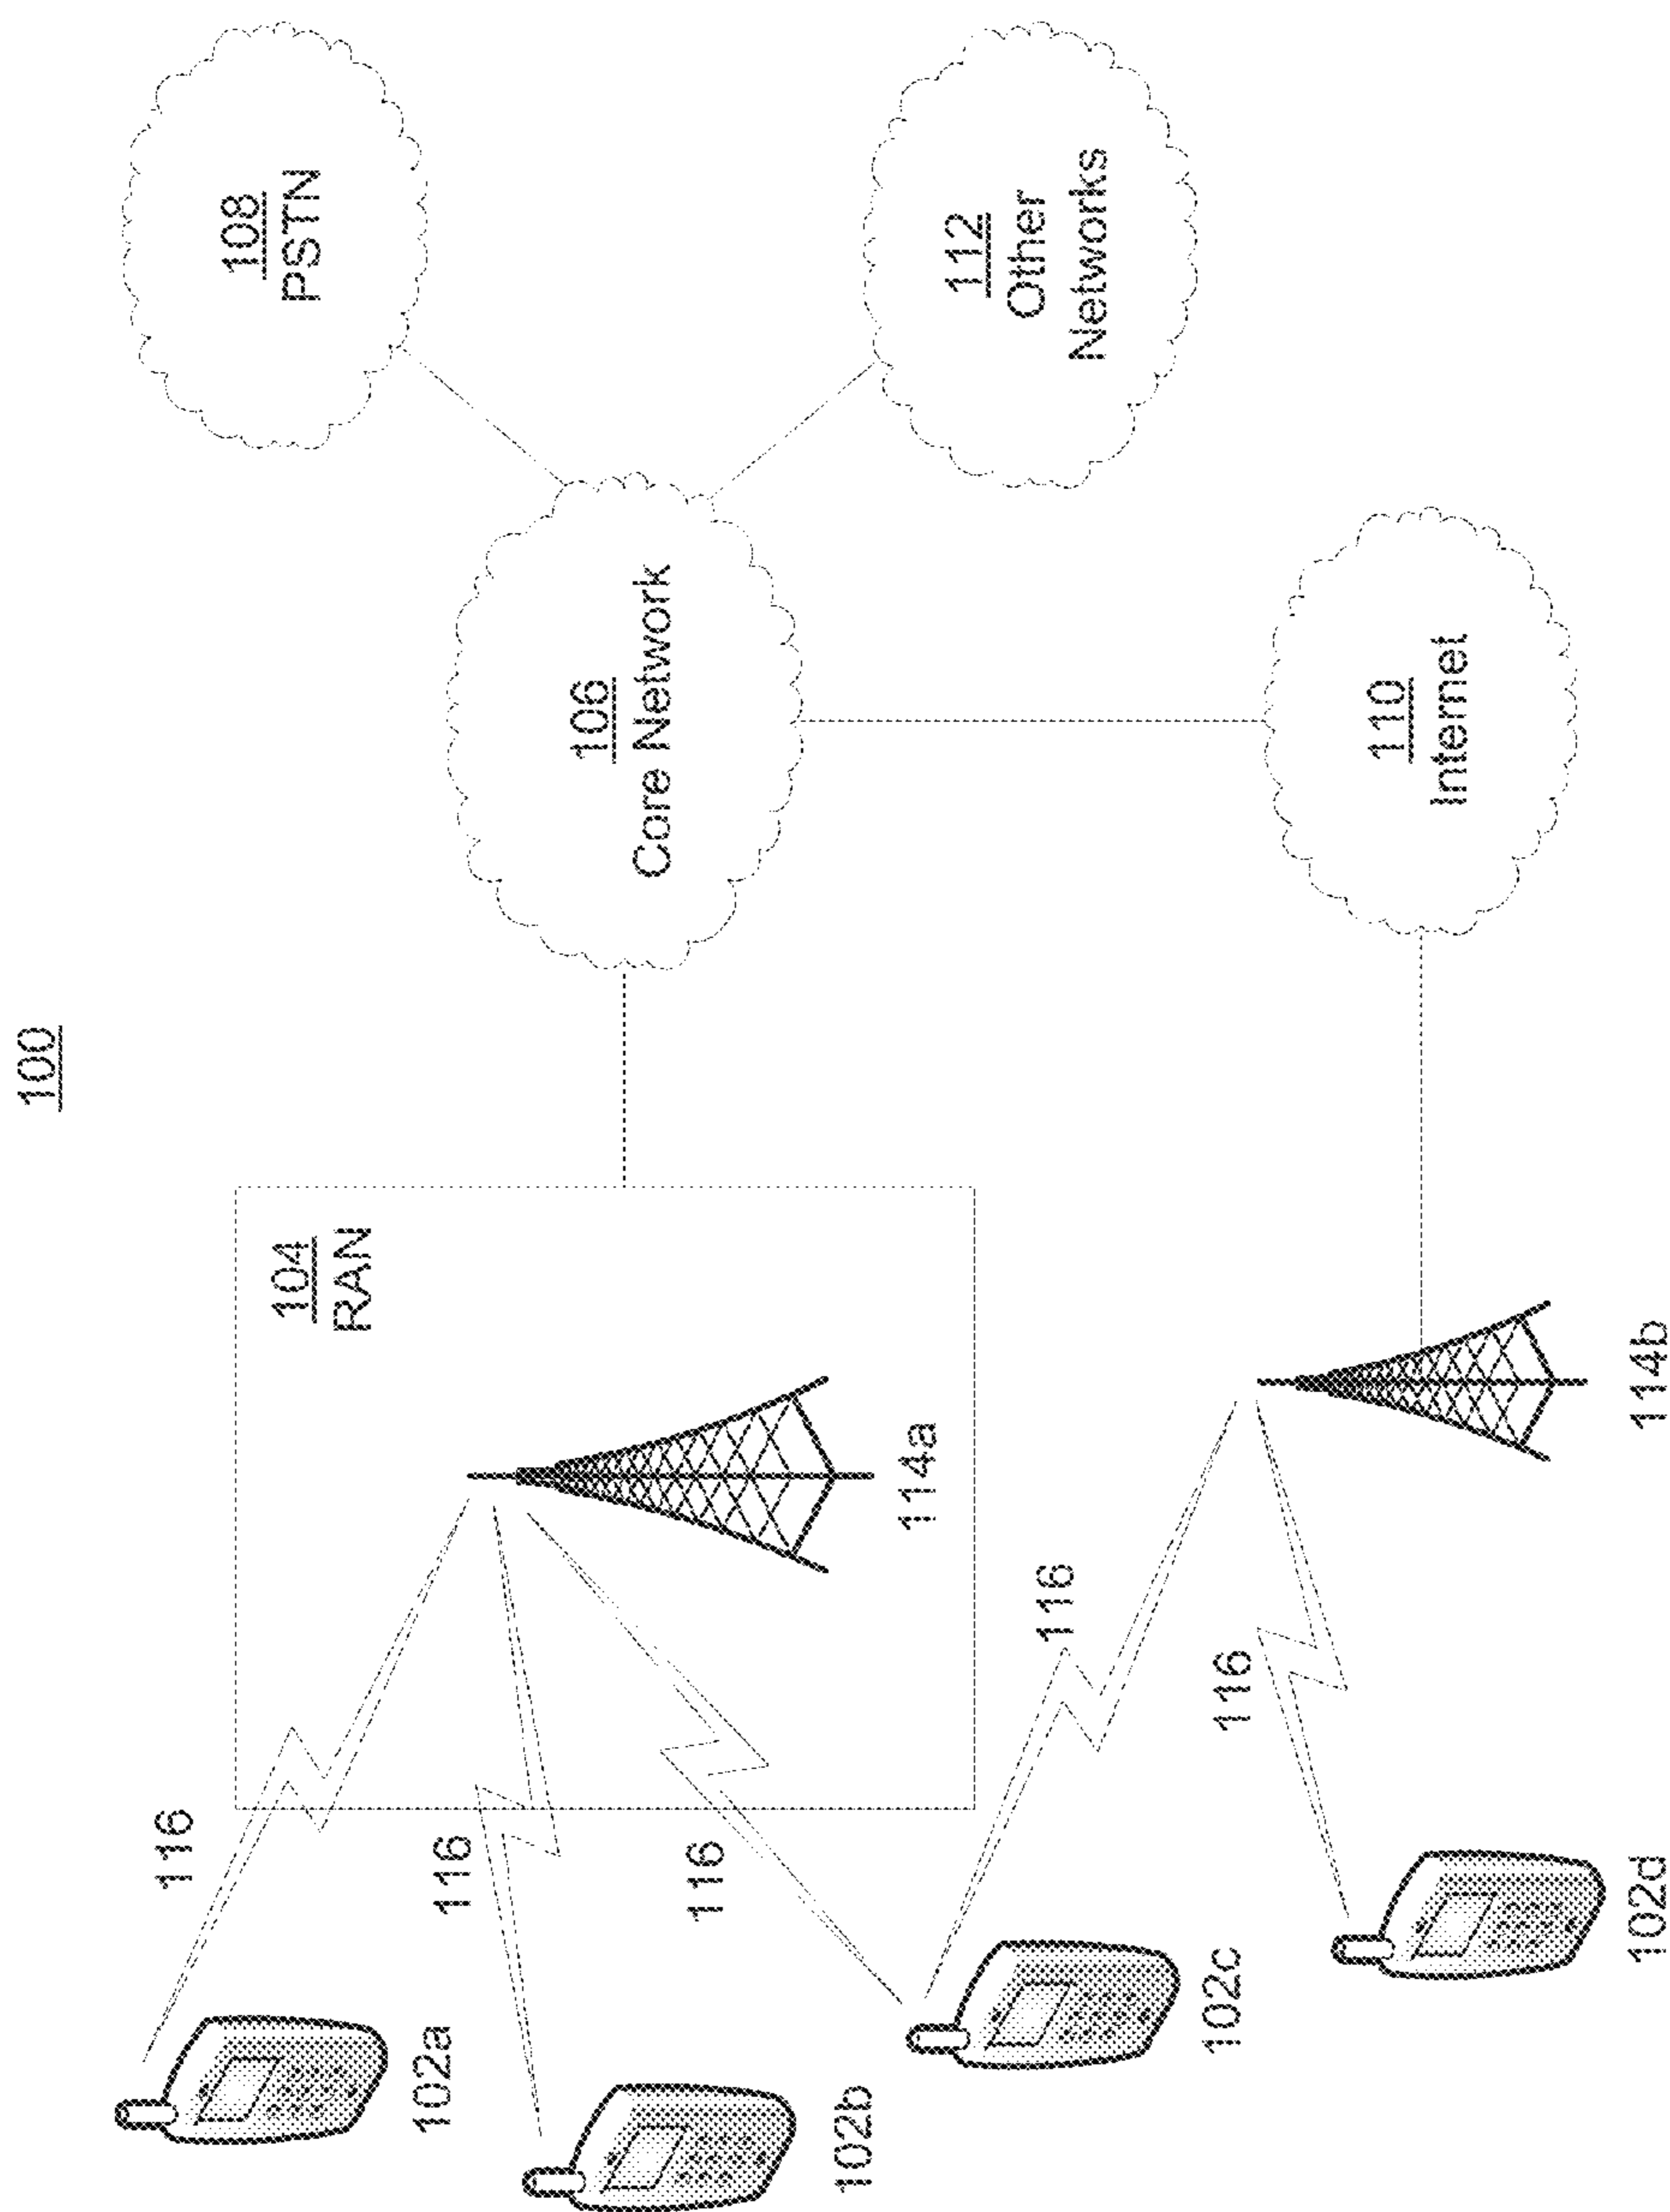 100
108
PSTN
106
Core Network
112
Other
Networks
104
RAN
110
Internet
114a
114b
116
116
116
116
116
102a
102b
102c
102d